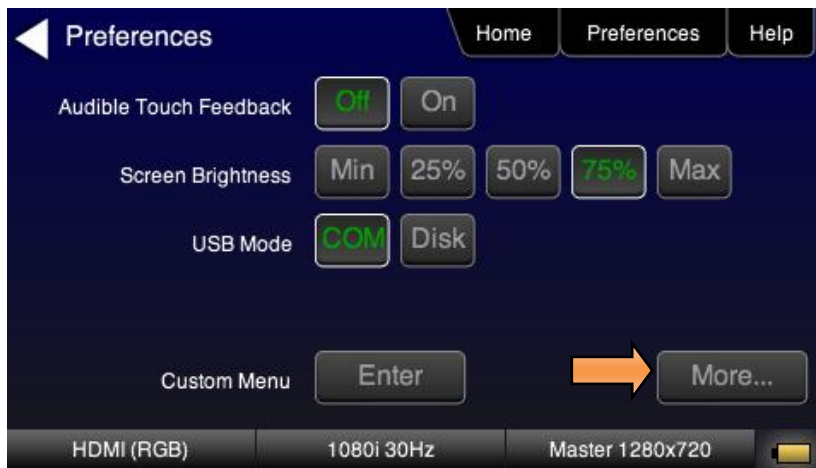 Preferences Home Preferences Help
Audible Touch Feedback Off On
Screen Brightness Min 25% 50% 75% Max
USB Mode COM Disk
Custom Menu Enter More...
HDMI (RGB) 1080i 30Hz Master 1280x720